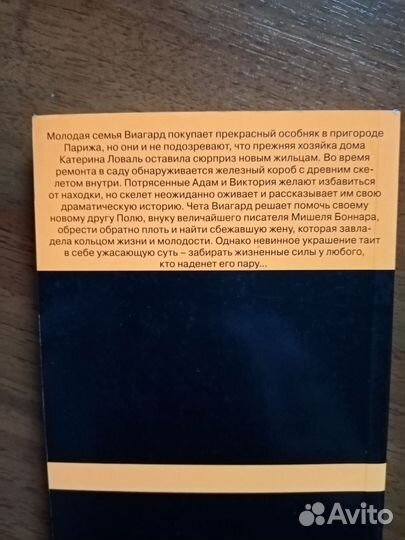 Молодая семья Виагард покупает прекрасный особняк в пригороде
Парижа, но они и не подозревают, что прежняя хозяйка дома
Катерина Ловаль оставила сюрприз новым жильцам. Во время
ремонта в саду обнаруживается железный короб с древним ске-
летом внутри. Потрясенные Адам и Виктория желают избавиться
от находки, но скелет неожиданно оживает и рассказывает им свою
драматическую историю. Чета Виагард решает помочь своему
новому другу Полю, внуку величайшего писателя Мишеля Боннара,
обрести обратно плоть и найти сбежавшую жену, которая завла-
дела кольцом жизни и молодости. Однако невинное украшение таит
в себе ужасающую суть – забирать жизненные силы у любого,
кто наденет его пару...
Avito